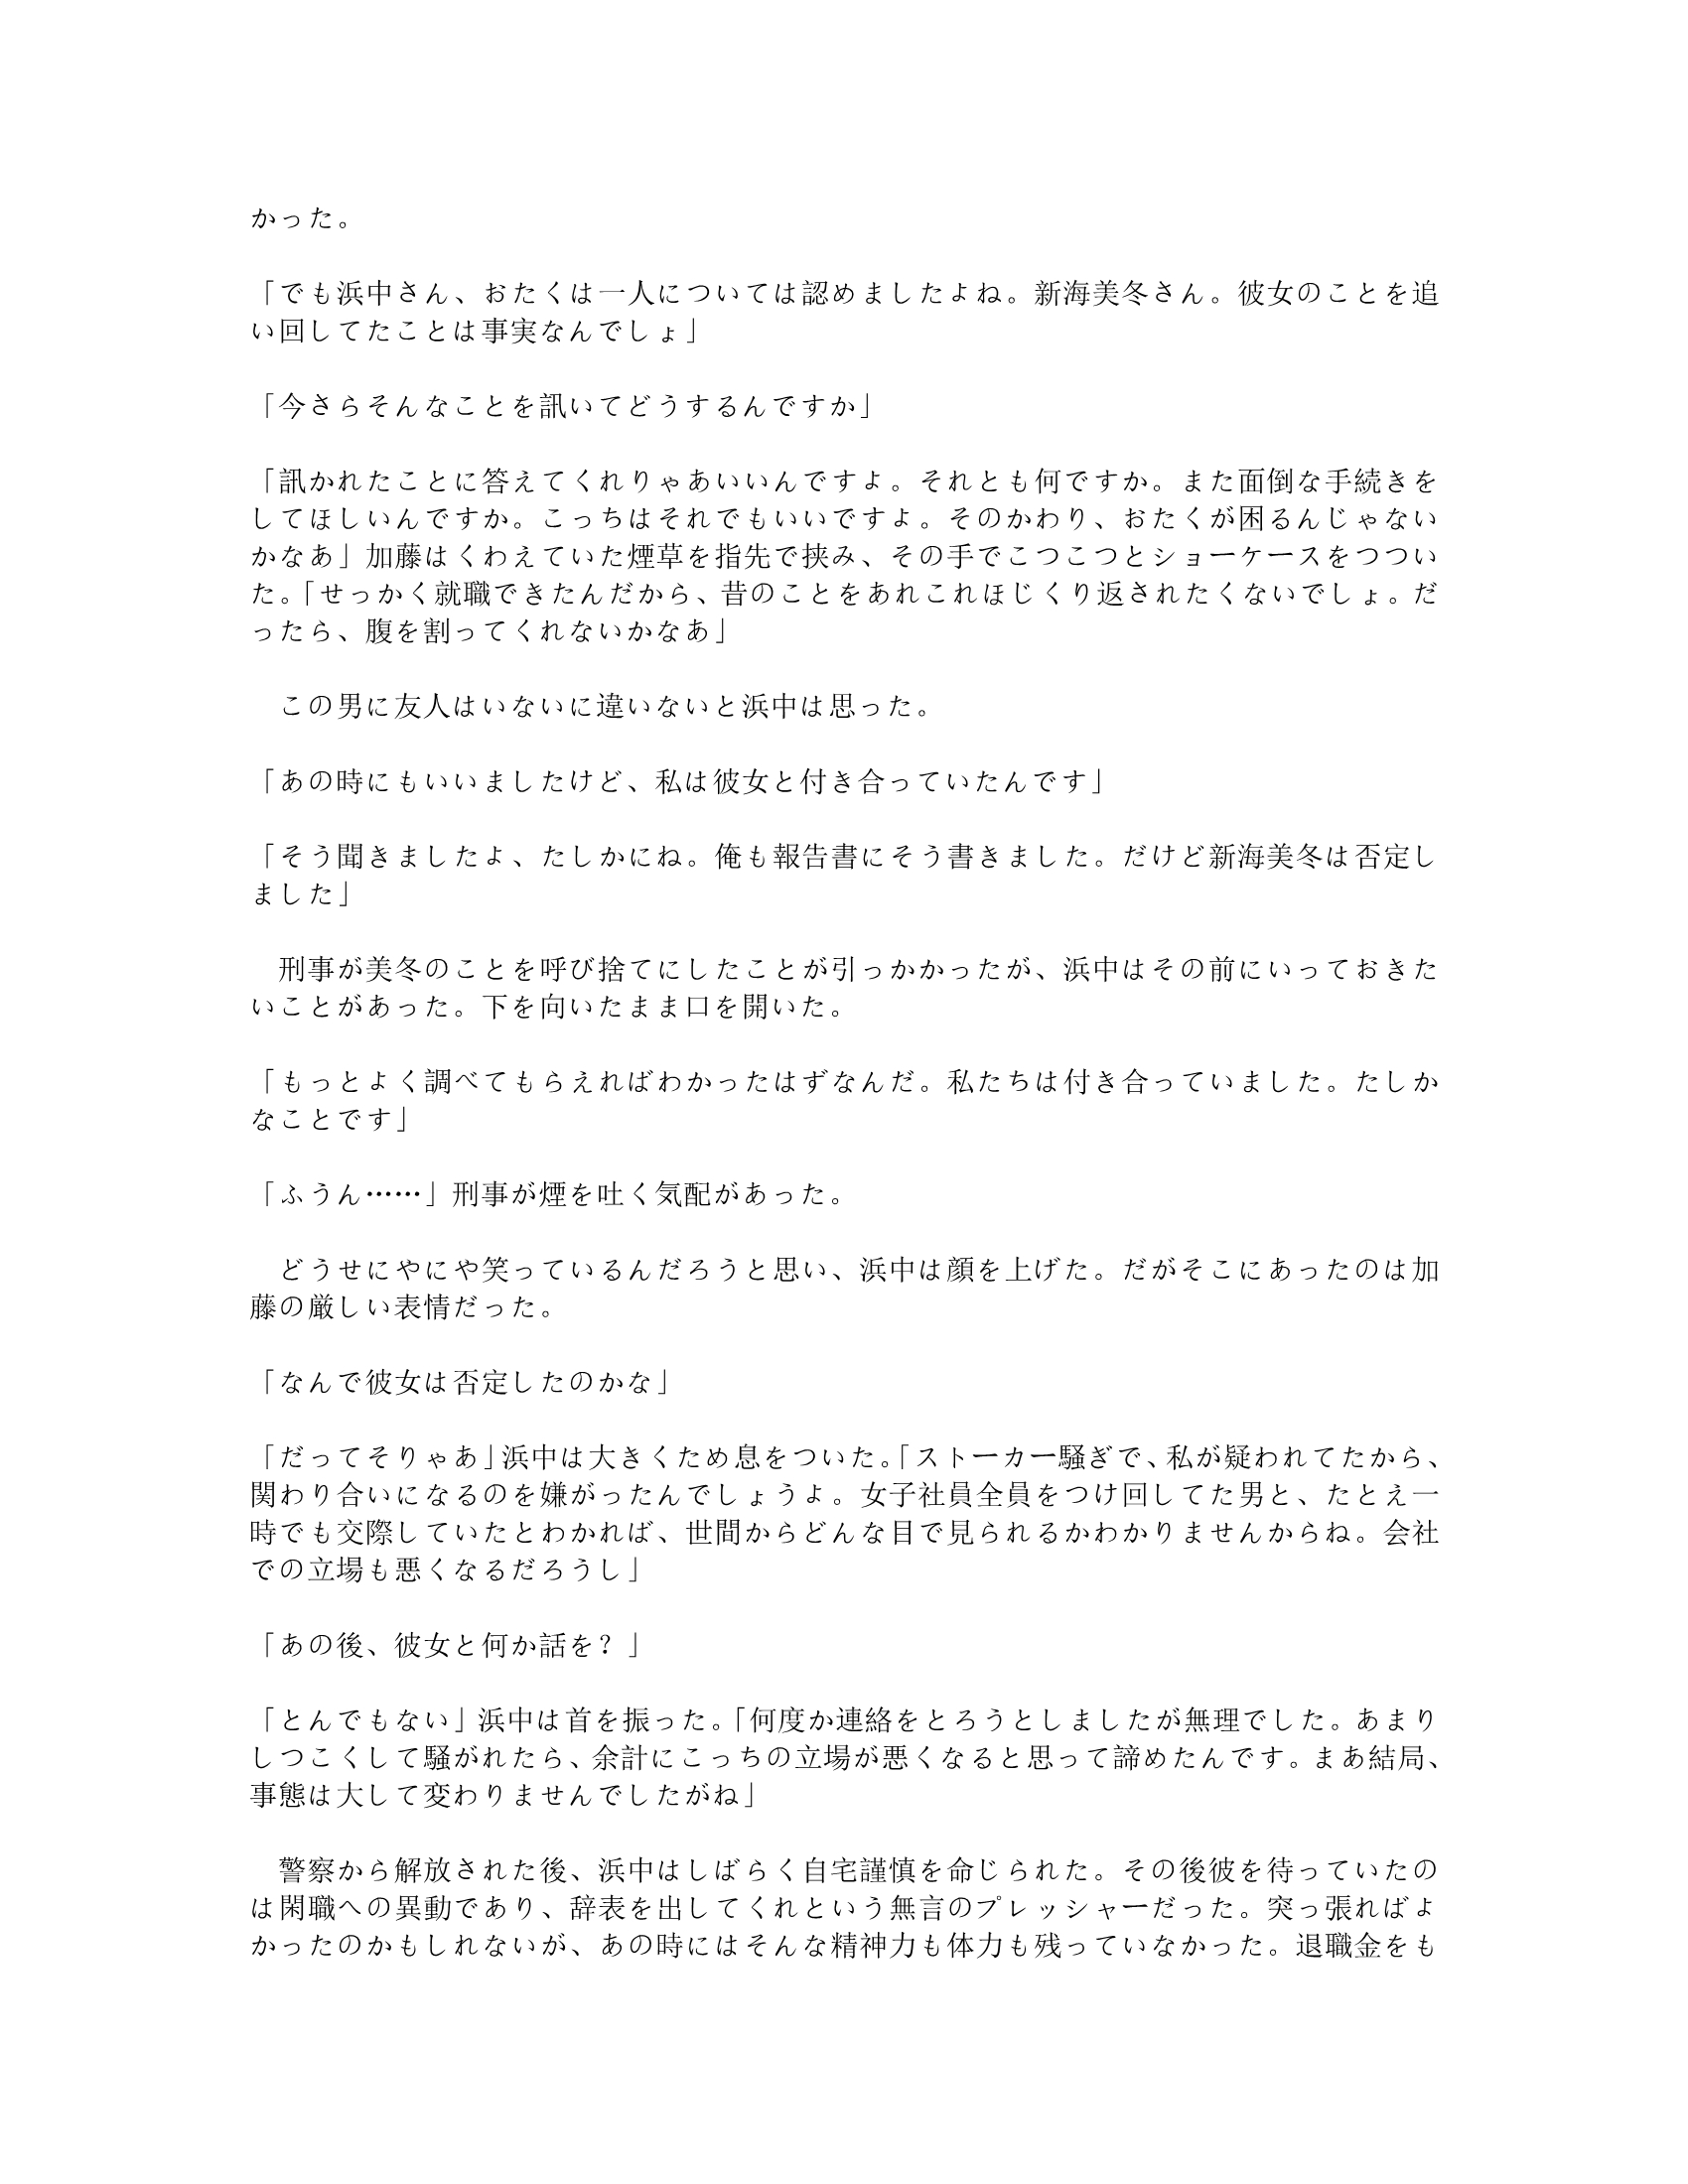 かった。
「でも浜中さん、おたくは一人については認めましたよね。新海美冬さん。彼女のことを追
い回してたことは事実なんでしょ」
「今さらそんなことを訊いてどうするんですか」
「訊かれたことに答えてくれりゃあいいんですよ。それとも何ですか。また面倒な手続きを
してほしいんですか。こっちはそれでもいいですよ。そのかわり、おたくが困るんじゃない
かなあ」加藤はくわえていた煙草を指先で挟み、その手でこつこつとショーケースをつつい
た。「せっかく就職できたんだから、昔のことをあれこれほじくり返されたくないでしょ。だ
ったら、腹を割ってくれないかなあ」
　この男に友人はいないに違いないと浜中は思った。
「あの時にもいいましたけど、私は彼女と付き合っていたんです」
「そう聞きましたよ、たしかにね。俺も報告書にそう書きました。だけど新海美冬は否定し
ました」
　刑事が美冬のことを呼び捨てにしたことが引っかかったが、浜中はその前にいっておきた
いことがあった。下を向いたまま口を開いた。
「もっとよく調べてもらえればわかったはずなんだ。私たちは付き合っていました。たしか
なことです」
「ふうん……」刑事が煙を吐く気配があった。
　どうせにやにや笑っているんだろうと思い、浜中は顔を上げた。だがそこにあったのは加
藤の厳しい表情だった。
「なんで彼女は否定したのかな」
「だってそりゃあ」浜中は大きくため息をついた。「ストーカー騒ぎで、私が疑われてたから、
関わり合いになるのを嫌がったんでしょうよ。女子社員全員をつけ回してた男と、たとえ一
時でも交際していたとわかれば、世間からどんな目で見られるかわかりませんからね。会社
での立場も悪くなるだろうし」
「あの後、彼女と何か話を？」
「とんでもない」浜中は首を振った。「何度か連絡をとろうとしましたが無理でした。あまり
しつこくして騒がれたら、余計にこっちの立場が悪くなると思って諦めたんです。まあ結局、
事態は大して変わりませんでしたがね」
　警察から解放された後、浜中はしばらく自宅謹慎を命じられた。その後彼を待っていたの
は閑職への異動であり、辞表を出してくれという無言のプレッシャーだった。突っ張ればよ
かったのかもしれないが、あの時にはそんな精神力も体力も残っていなかった。退職金をも